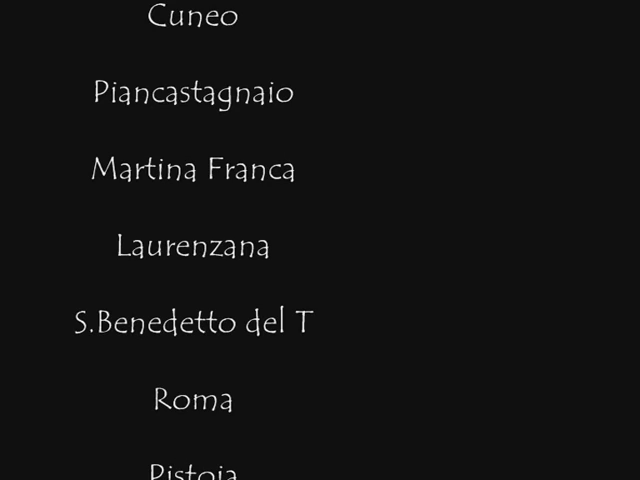 Cuneo
Piancastagnaio
Martina Franca
Laurenzana
S.Benedetto del T
Roma
Pistoia